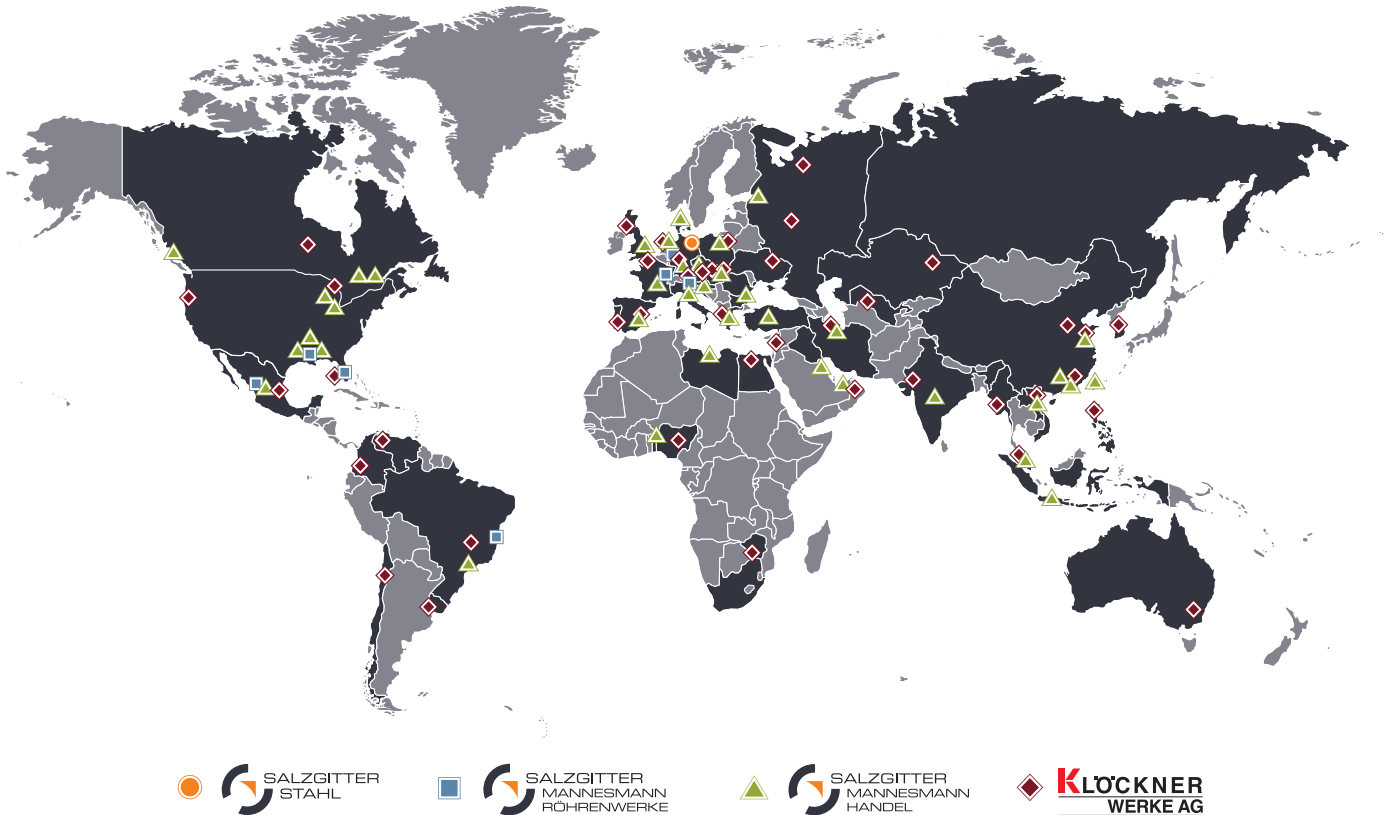 SALZGITTER
STAHL
SALZGITTER
MANNESMANN
RÖHRENWERKE
SALZGITTER
MANNESMANN
HANDEL
KLÖCKNER
WERKE AG